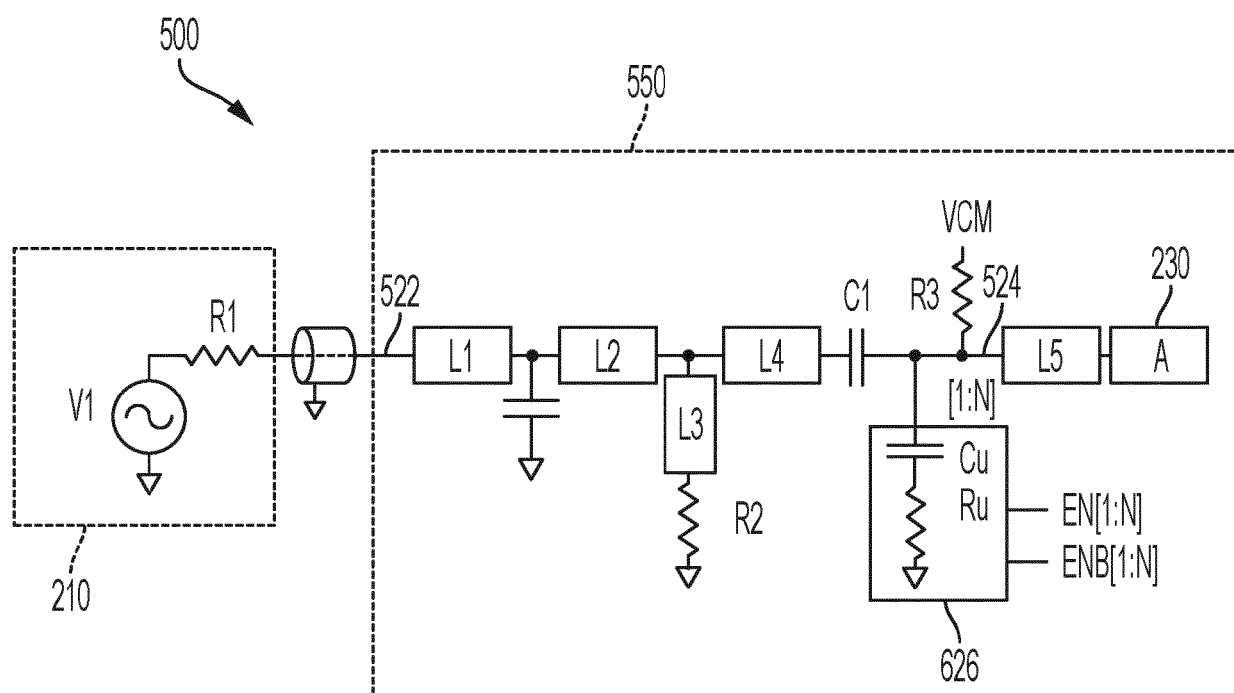 500
550
VCM
230
522
C1
R3
524
R1
L1
L2
L4
L5
A
V1
[1:N]
L3
Cu
R2
Ru
EN[1:N]
ENB[1:N]
210
626